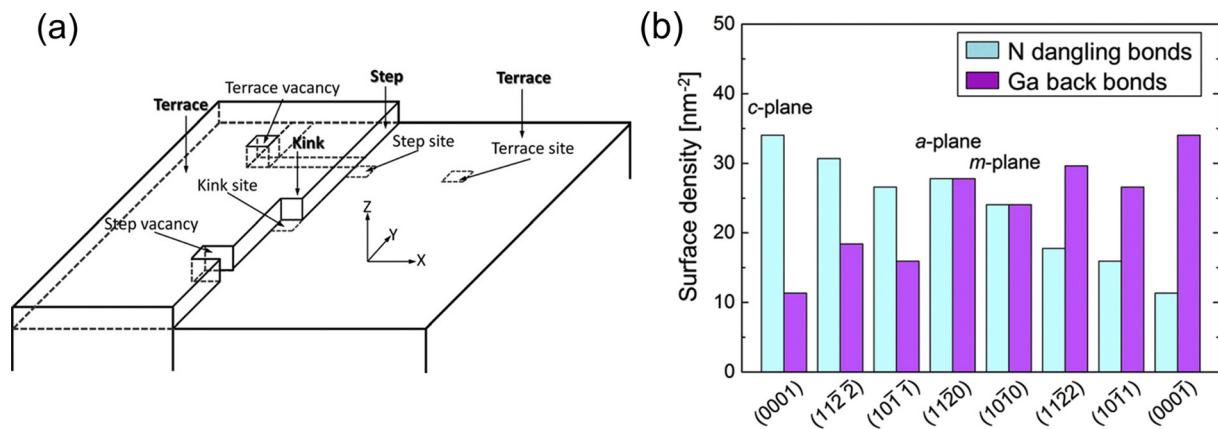 (a)
Terrace vacancy
Step
Terrace
Terrace
Kink
Step site
Terrace site
Kink site
Step vacancy
Z
Y
X
(b)
N dangling bonds
Ga back bonds
Surface density [nm⁻²]
50
40
30
20
10
0
c-plane
a-plane
m-plane
(0001)
(112̄2̄)
(101̄1̄)
(112̄0)
(101̄0)
(112̄2)
(101̄1)
(0001̄)